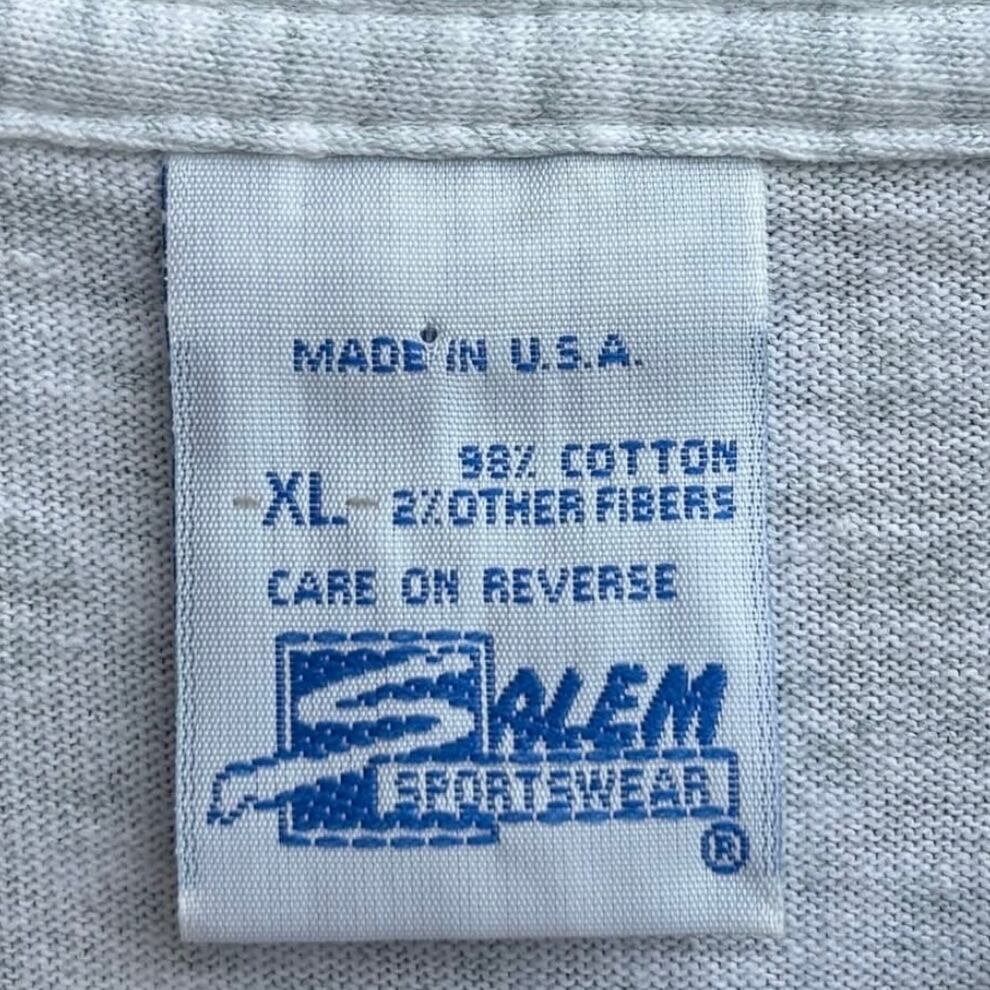 MADE IN U.S.A.
98% COTTON
-XL- 2% OTHER FIBERS
CARE ON REVERSE
SALEM
SPORTSWEAR
®